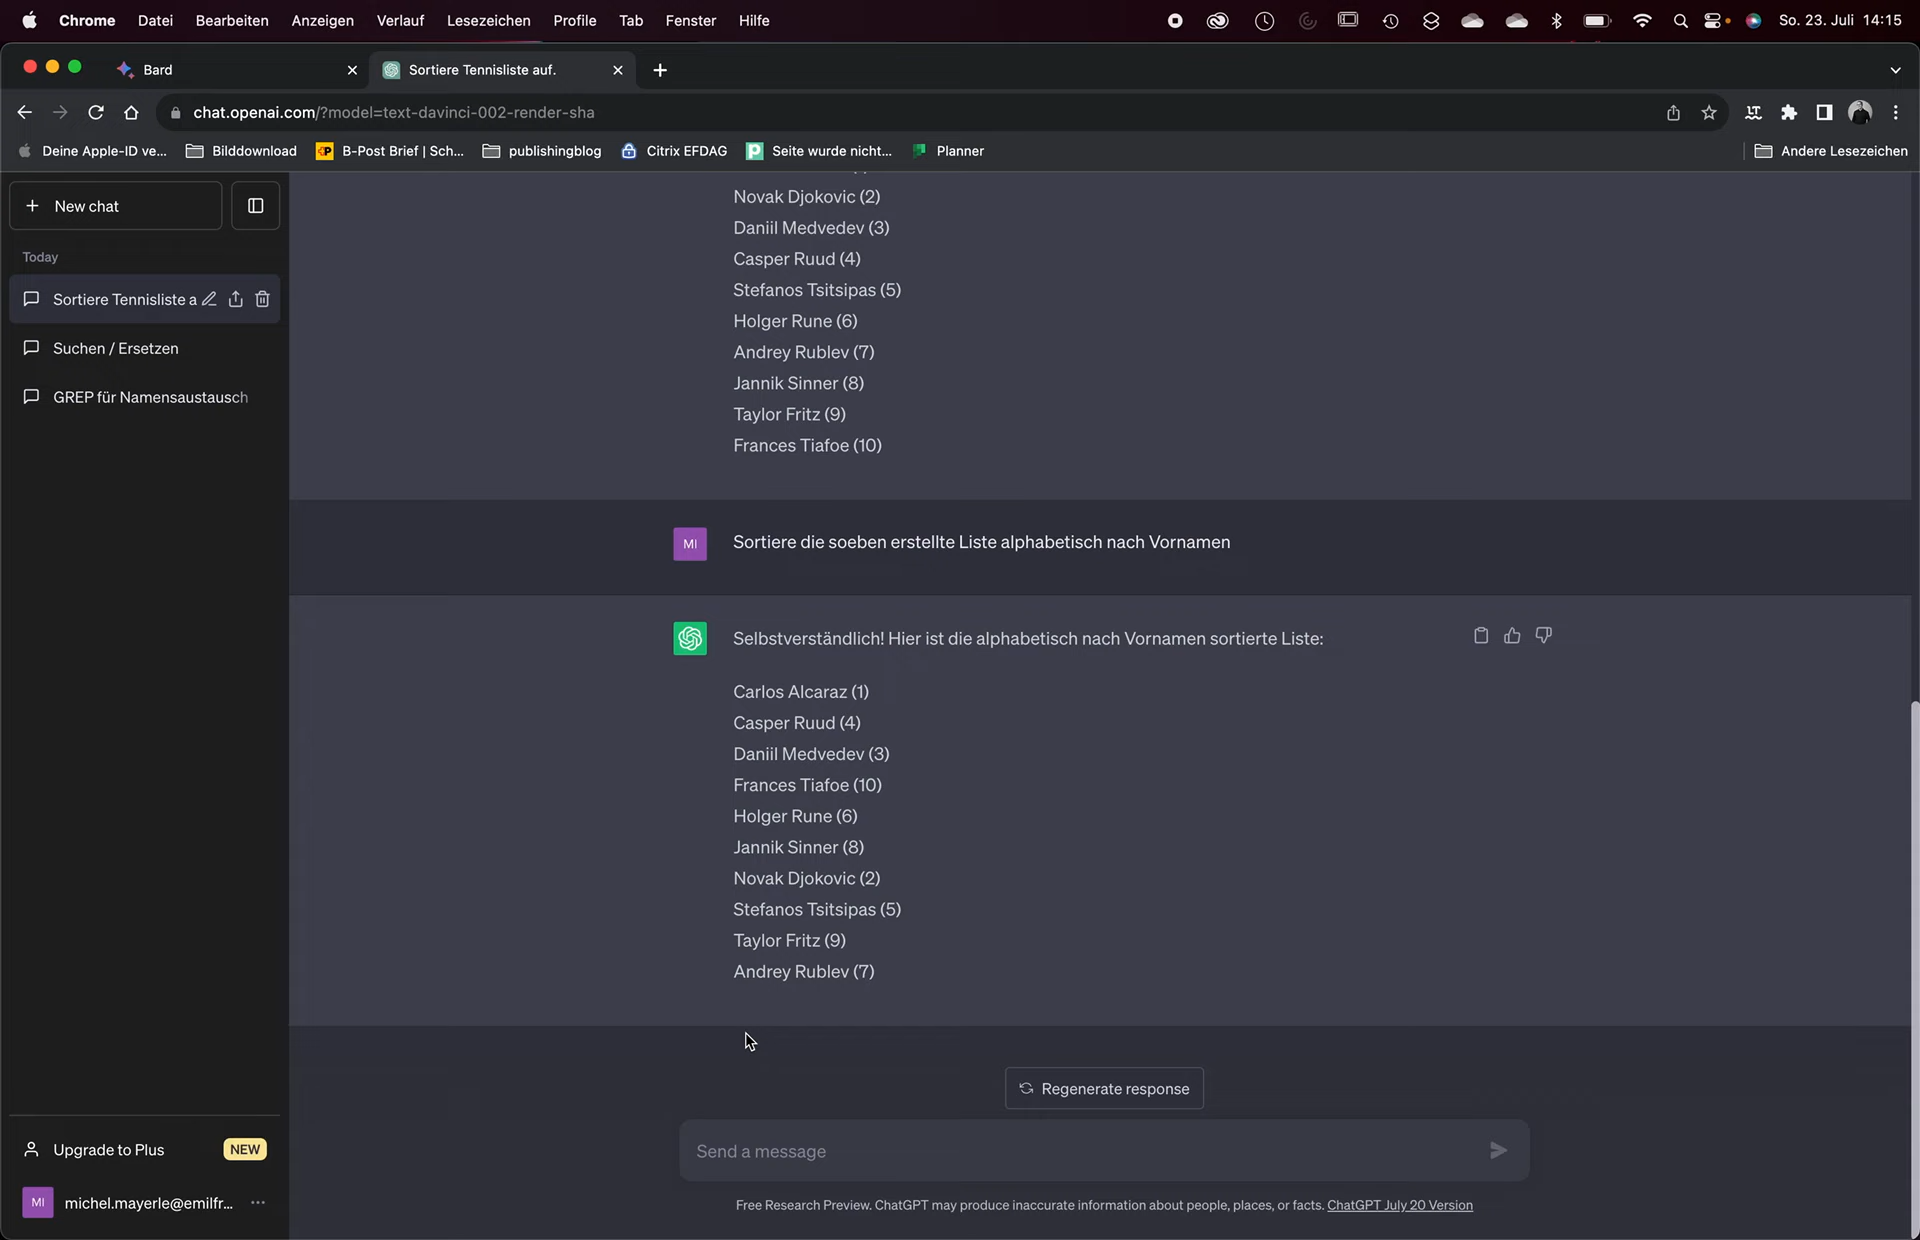 Chrome Datei Bearbeiten Anzeigen Verlauf Lesezeichen Profile Tab Fenster Hilfe So. 23. Juli 14:15
Bard Sortiere Tennisliste auf.
chat.openai.com/?model=text-davinci-002-render-sha
Deine Apple-ID ve... Bilddownload B-Post Brief | Sch... publishingblog Citrix EFDAG Seite wurde nicht... Planner Andere Lesezeichen
New chat
Today
Sortiere Tennisliste a
Suchen / Ersetzen
GREP für Namensaustausch
Upgrade to Plus NEW
MI michel.mayerle@emilfr...
Novak Djokovic (2)
Daniil Medvedev (3)
Casper Ruud (4)
Stefanos Tsitsipas (5)
Holger Rune (6)
Andrey Rublev (7)
Jannik Sinner (8)
Taylor Fritz (9)
Frances Tiafoe (10)
MI Sortiere die soeben erstellte Liste alphabetisch nach Vornamen
Selbstverständlich! Hier ist die alphabetisch nach Vornamen sortierte Liste:
Carlos Alcaraz (1)
Casper Ruud (4)
Daniil Medvedev (3)
Frances Tiafoe (10)
Holger Rune (6)
Jannik Sinner (8)
Novak Djokovic (2)
Stefanos Tsitsipas (5)
Taylor Fritz (9)
Andrey Rublev (7)
Regenerate response
Send a message
Free Research Preview. ChatGPT may produce inaccurate information about people, places, or facts. ChatGPT July 20 Version